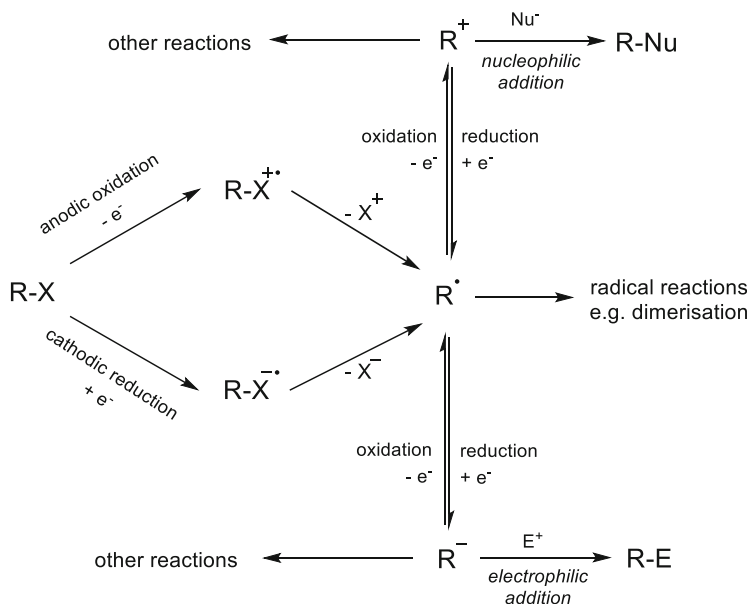 other reactions
R+
Nu-
nucleophilic
addition
R-Nu
oxidation
- e-
reduction
+ e-
anodic oxidation
- e-
R-X+•
- X+
R-X
R•
radical reactions
e.g. dimerisation
cathodic reduction
+ e-
R-X–•
- X–
oxidation
- e-
reduction
+ e-
other reactions
R–
E+
electrophilic
addition
R-E